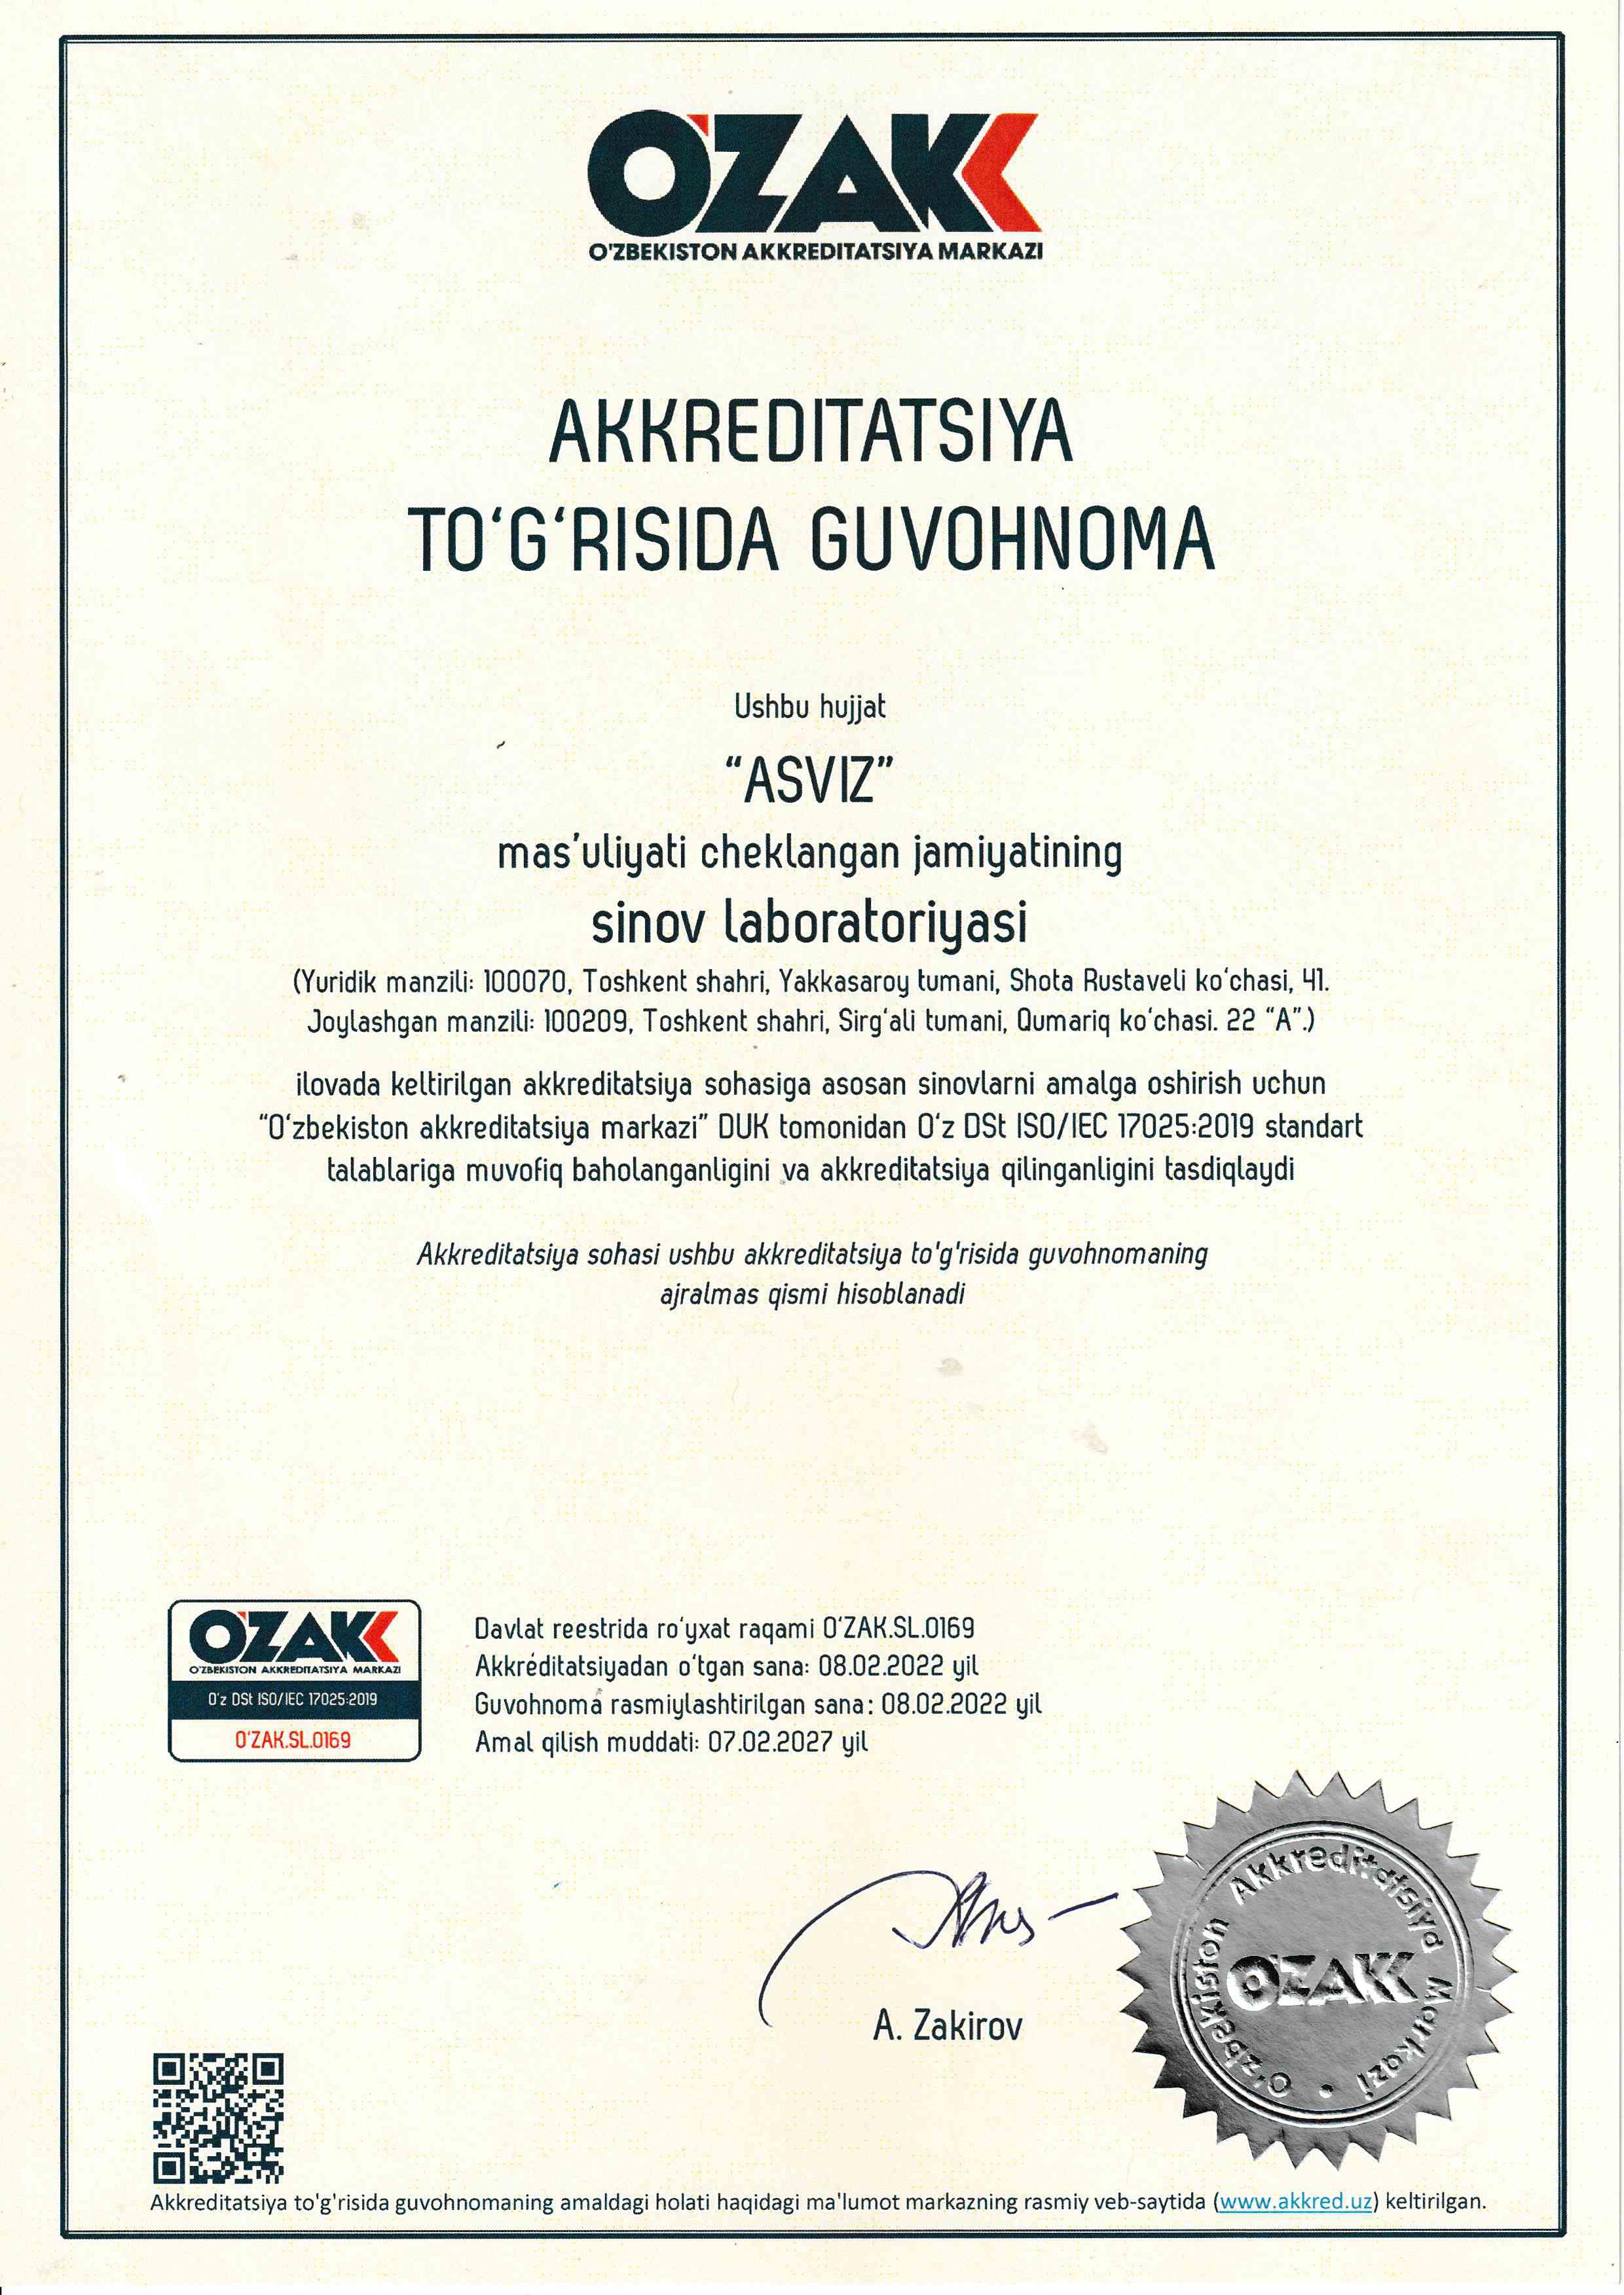 O'ZAKK
O'ZBEKISTON AKKREDITATSIYA MARKAZI
AKKREDITATSIYA
TO‘G‘RISIDA GUVOHNOMA
Ushbu hujjat
“ASVIZ”
mas’uliyati cheklangan jamiyatining
sinov laboratoriyasi
(Yuridik manzili: 100070, Toshkent shahri, Yakkasaroy tumani, Shota Rustaveli ko‘chasi, 41.
Joylashgan manzili: 100209, Toshkent shahri, Sirg‘ali tumani, Qumariq ko‘chasi. 22 “A”.)
ilovada keltirilgan akkreditatsiya sohasiga asosan sinovlarni amalga oshirish uchun
“O‘zbekiston akkreditatsiya markazi” DUK tomonidan O‘z DSt ISO/IEC 17025:2019 standart
talablariga muvofiq baholanganligini va akkreditatsiya qilinganligini tasdiqlaydi
Akkreditatsiya sohasi ushbu akkreditatsiya to'g'risida guvohnomaning
ajralmas qismi hisoblanadi
O'ZAKK
O'ZBEKISTON AKKREDITATSIYA MARKAZI
O'z DSt ISO/IEC 17025:2019
O'ZAK.SL.0169
Davlat reestrida ro‘yxat raqami O‘ZAK.SL.0169
Akkreditatsiyadan o‘tgan sana: 08.02.2022 yil
Guvohnoma rasmiylashtirilgan sana: 08.02.2022 yil
Amal qilish muddati: 07.02.2027 yil
A. Zakirov
O'zbekiston Akkreditatsiya Markazi •
O'ZAKK
Akkreditatsiya to'g'risida guvohnomaning amaldagi holati haqidagi ma'lumot markazning rasmiy veb-saytida (www.akkred.uz) keltirilgan.